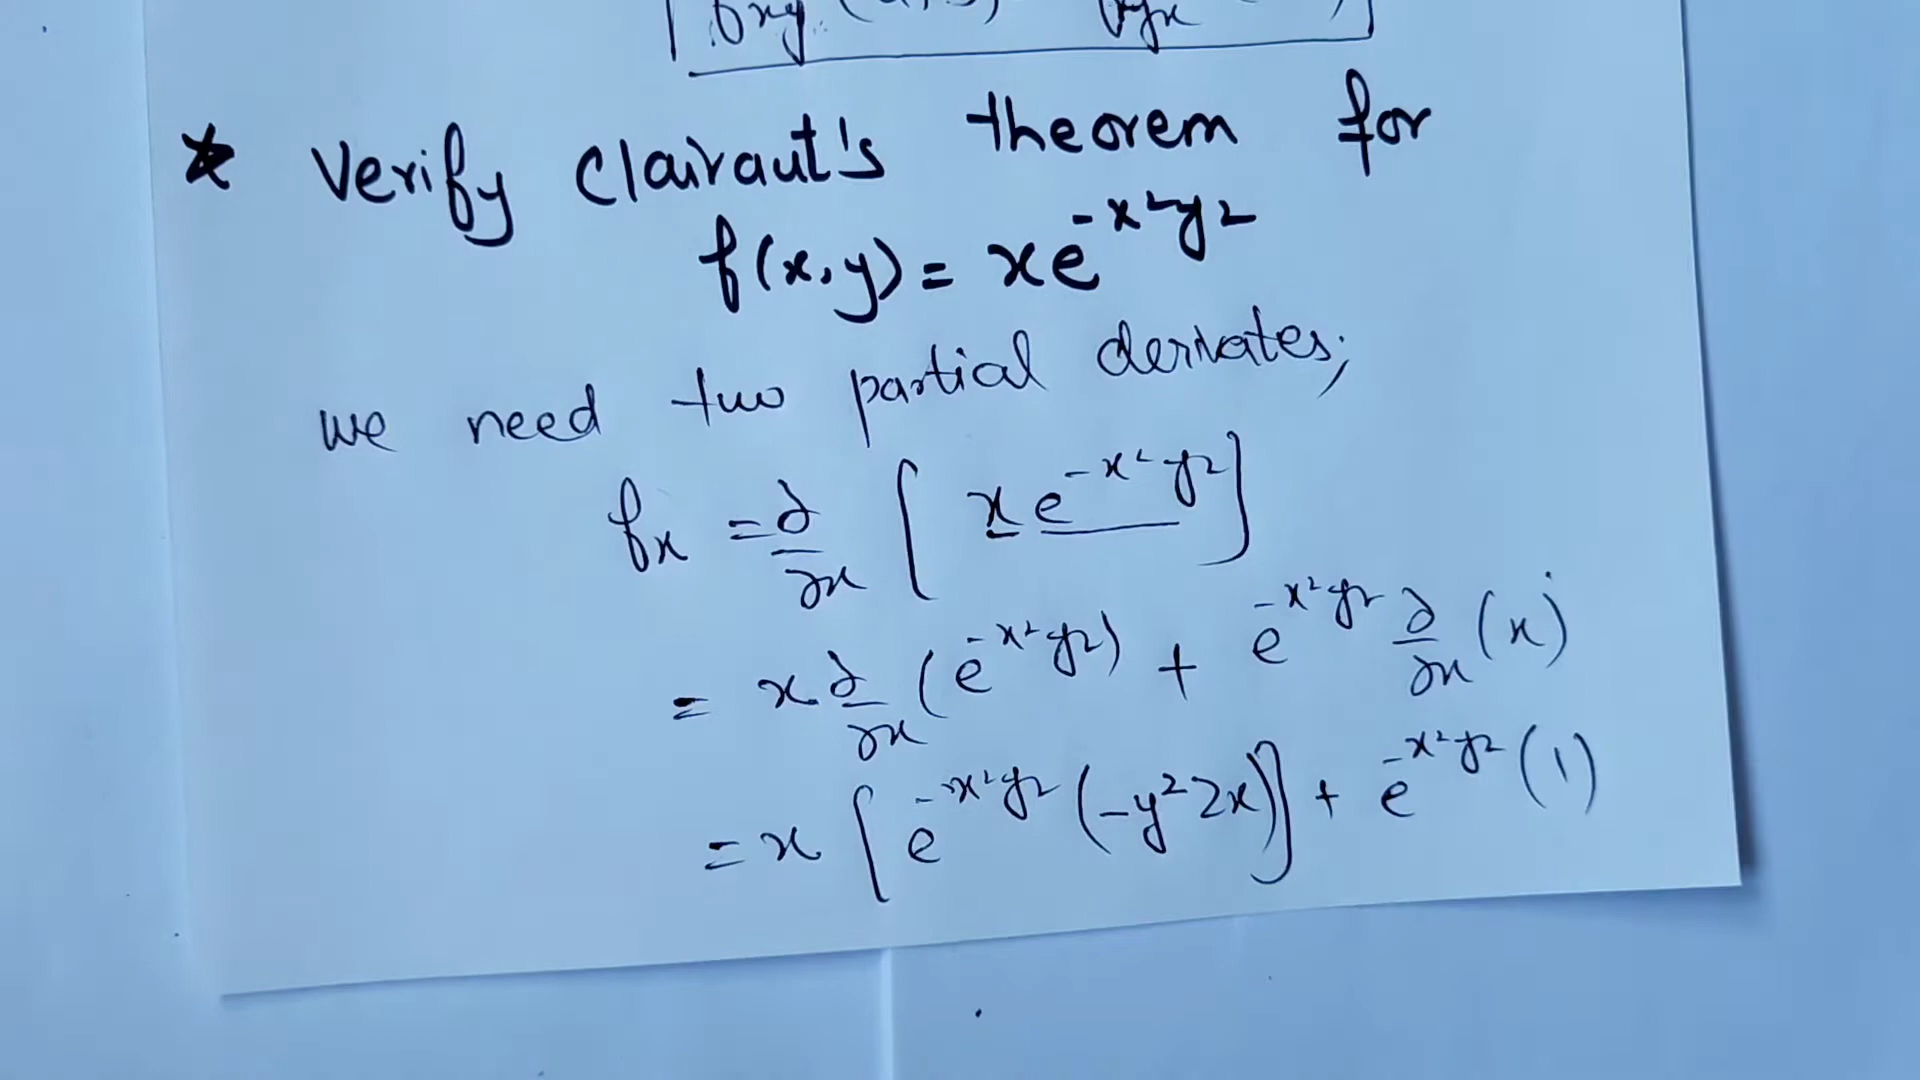 * Verify Clairaut's theorem for
f(x,y) = xe^{-x²y²}
we need two partial derivates;
fx = ∂/∂x [ x e^{-x²y²} ]
= x ∂/∂x (e^{-x²y²}) + e^{-x²y²} ∂/∂x (x)
= x [ e^{-x²y²} (-y² 2x) ] + e^{-x²y²} (1)